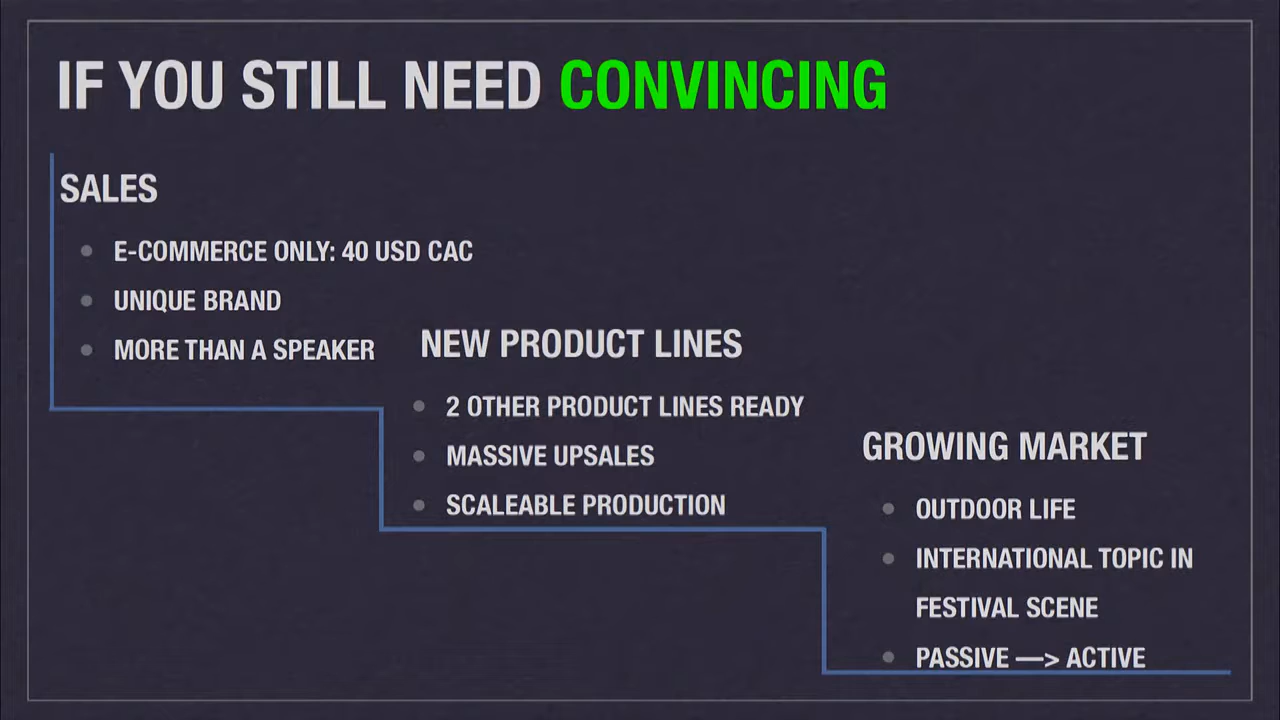 IF YOU STILL NEED CONVINCING
SALES
E-COMMERCE ONLY: 40 USD CAC
UNIQUE BRAND
MORE THAN A SPEAKER
NEW PRODUCT LINES
2 OTHER PRODUCT LINES READY
MASSIVE UPSALES
SCALEABLE PRODUCTION
GROWING MARKET
OUTDOOR LIFE
INTERNATIONAL TOPIC IN
FESTIVAL SCENE
PASSIVE —> ACTIVE